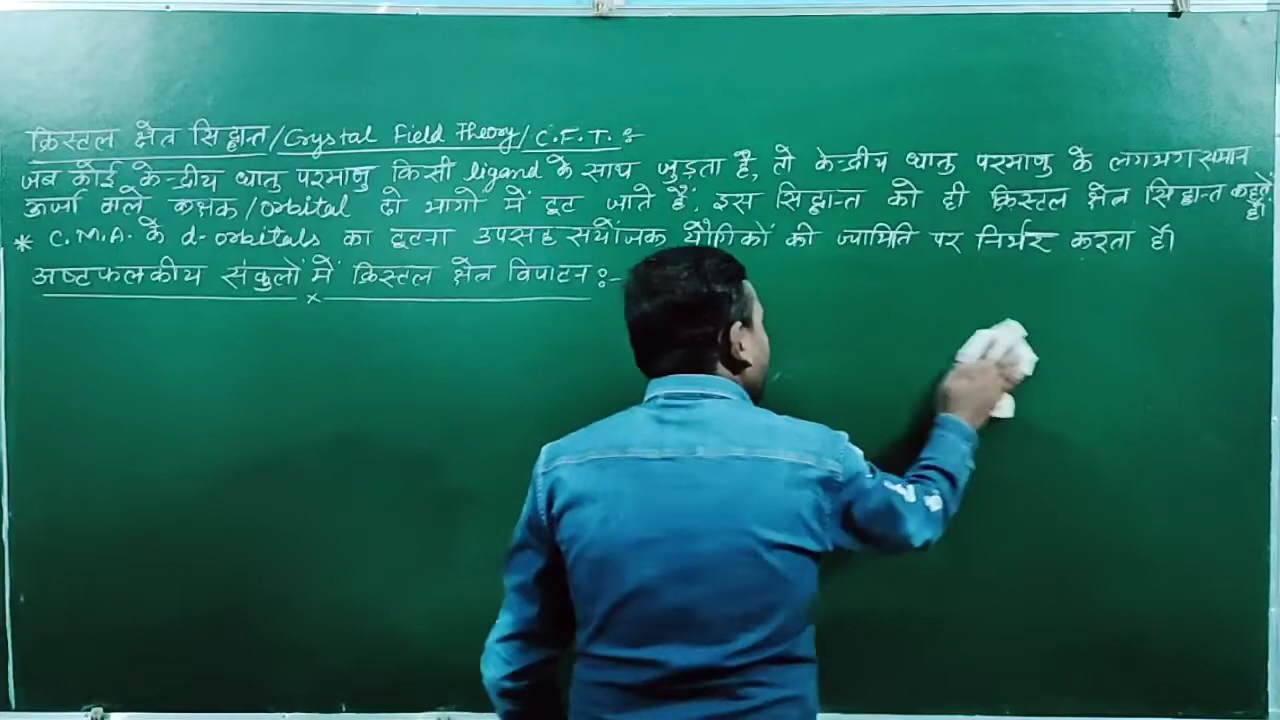 क्रिस्टल क्षेत्र सिद्धान्त/Crystal Field Theory/C.F.T. :-
जब कोई केन्द्रीय धातु परमाणु किसी ligand के साथ जुड़ता है, तो केन्द्रीय धातु परमाणु के लगभग समान
ऊर्जा वाले कक्षक/orbital दो भागो में टूट जाते हैं, इस सिद्धान्त को ही क्रिस्टल क्षेत्र सिद्धान्त कहते है।
* C.M.A. के d-orbitals का टूटना उपसह संयोजक यौगिकों की ज्यामिति पर निर्भर करता है।
अष्टफलकीय संकुलों में क्रिस्टल क्षेत्र विपाटन :-